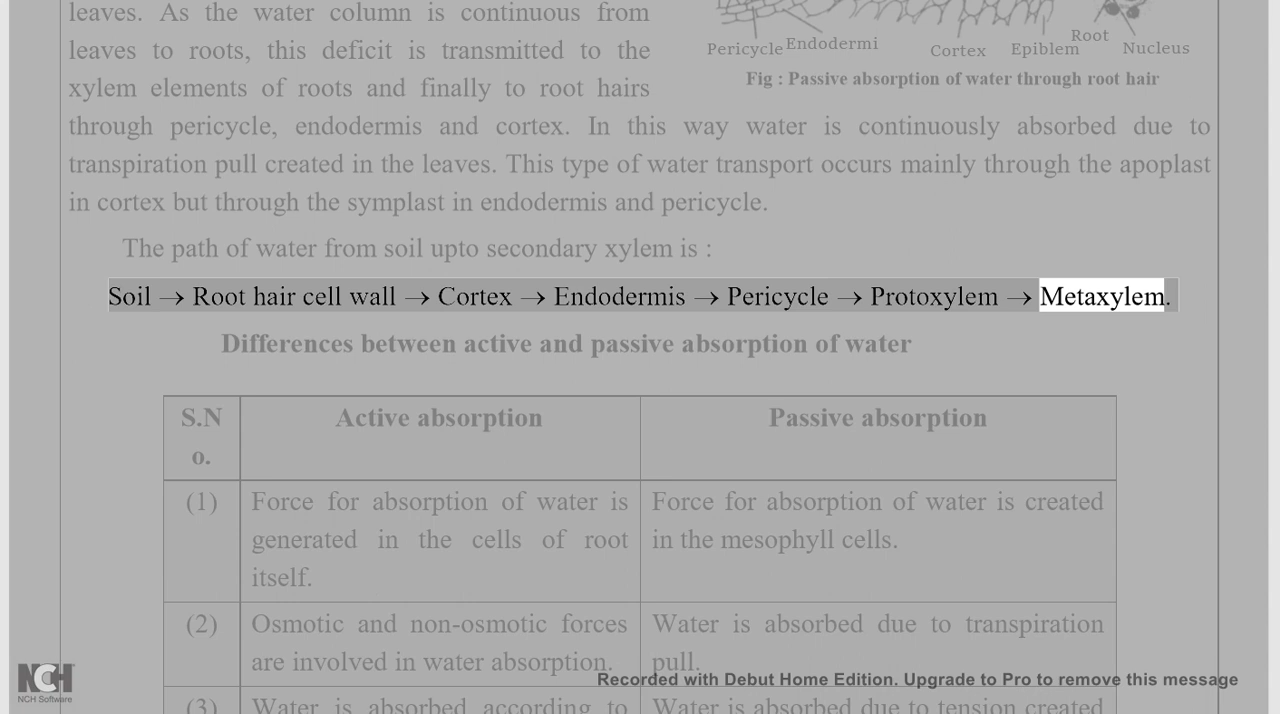 leaves. As the water column is continuous from
leaves to roots, this deficit is transmitted to the
xylem elements of roots and finally to root hairs
Pericycle Endodermi Cortex Epiblem Root Nucleus
Fig : Passive absorption of water through root hair
through pericycle, endodermis and cortex. In this way water is continuously absorbed due to
transpiration pull created in the leaves. This type of water transport occurs mainly through the apoplast
in cortex but through the symplast in endodermis and pericycle.
The path of water from soil upto secondary xylem is :
Soil → Root hair cell wall → Cortex → Endodermis → Pericycle → Protoxylem → Metaxylem.
Differences between active and passive absorption of water
S.N
o.
Active absorption
Passive absorption
(1)
Force for absorption of water is
generated in the cells of root
itself.
Force for absorption of water is created
in the mesophyll cells.
(2)
Osmotic and non-osmotic forces
are involved in water absorption.
Water is absorbed due to transpiration
pull.
(3)
Water is absorbed according to
Water is absorbed due to tension created
NCH
NCH Software
Recorded with Debut Home Edition. Upgrade to Pro to remove this message